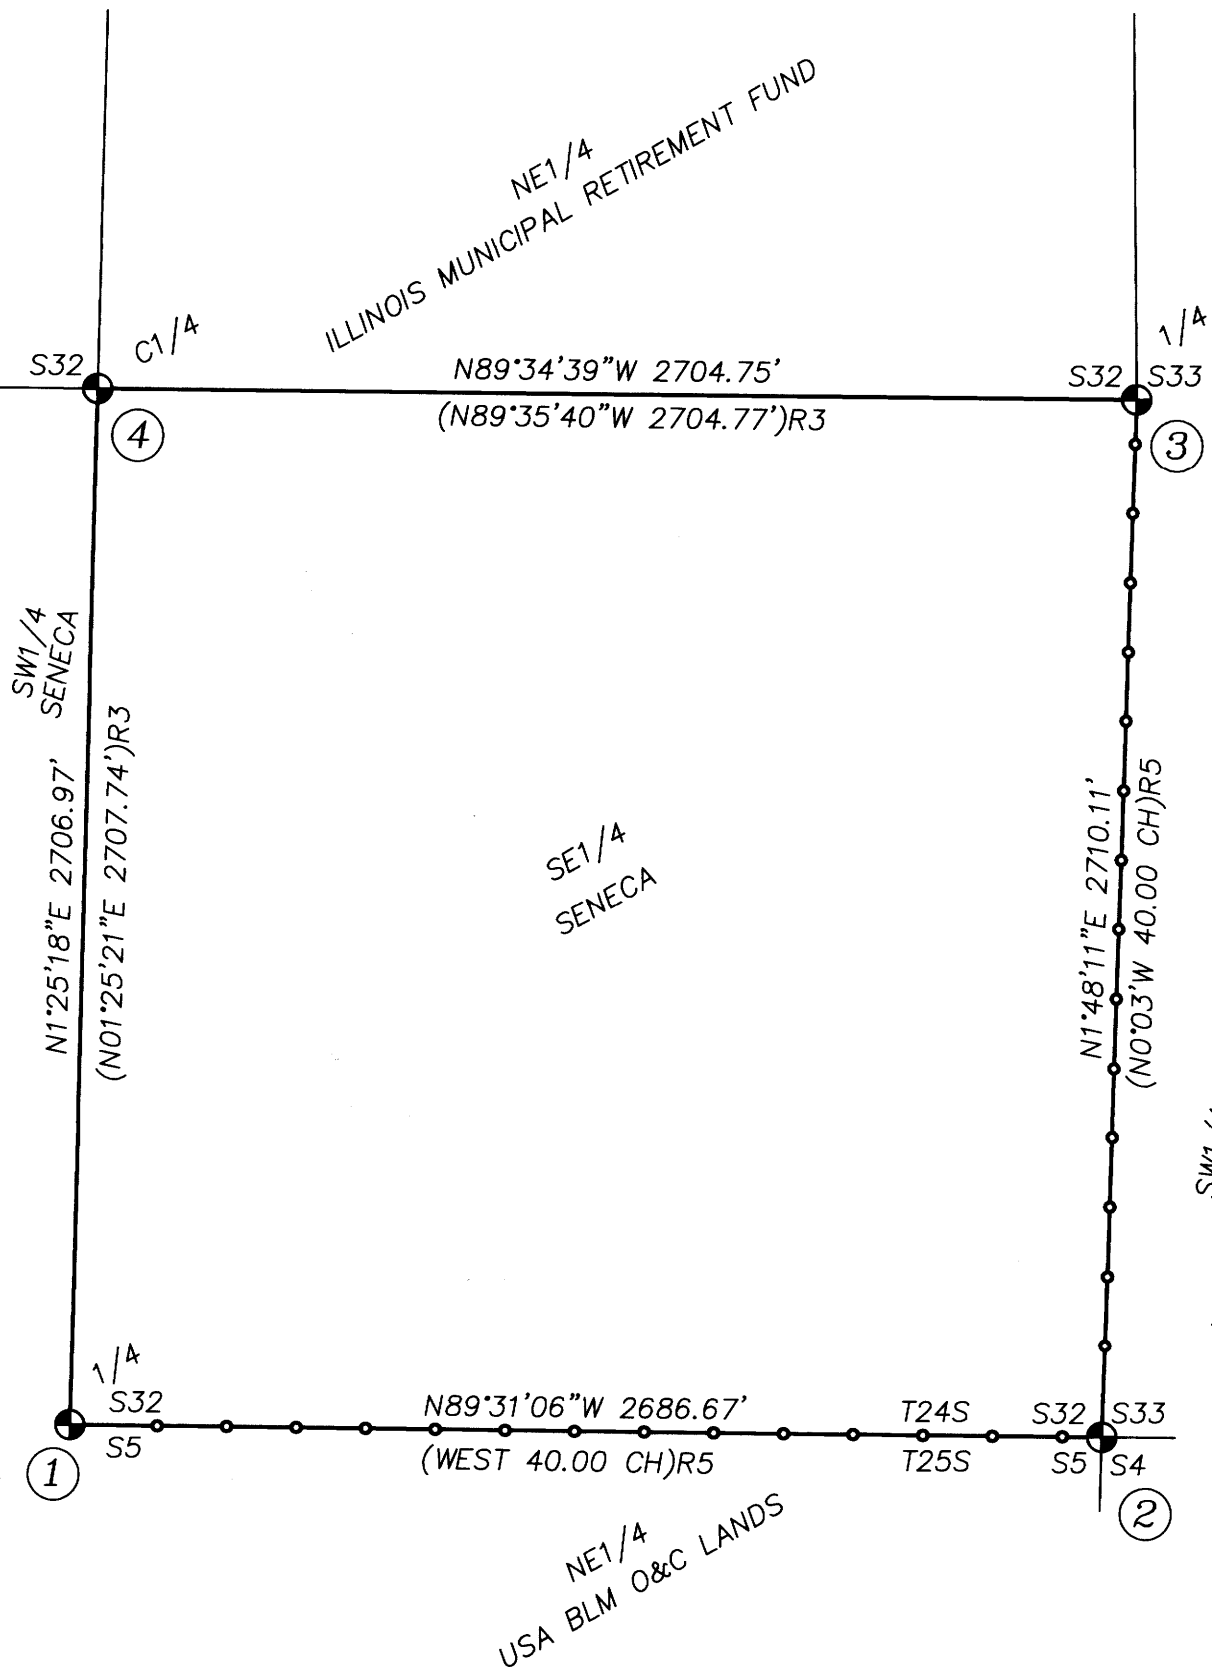 NE1/4
ILLINOIS MUNICIPAL RETIREMENT FUND
S32
C1/4
N89°34'39"W 2704.75'
(N89°35'40"W 2704.77')R3
1/4
S32
S33
4
3
SW1/4
SENECA
N1°25'18"E 2706.97'
(N01°25'21"E 2707.74')R3
SE1/4
SENECA
N1°48'11"E 2710.11'
(N0°03'W 40.00 CH)R5
1/4
S32
S5
1
N89°31'06"W 2686.67'
(WEST 40.00 CH)R5
T24S
T25S
S32
S33
S5
S4
2
NE1/4
USA BLM O&C LANDS